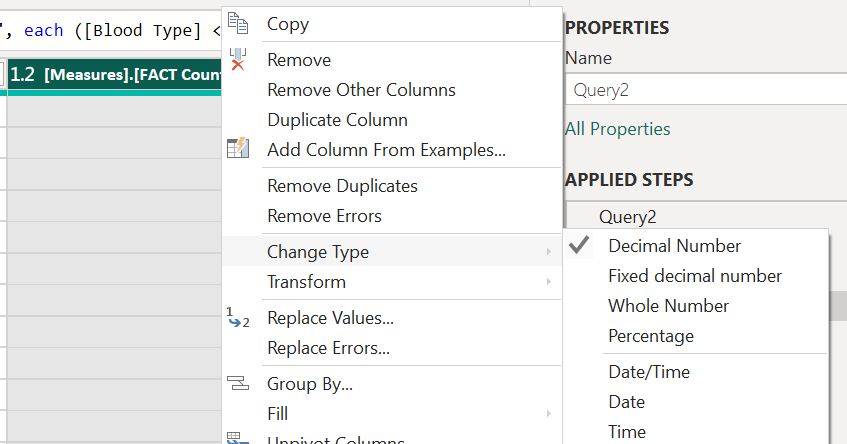 ", each ([Blood Type] <
1.2 [Measures].[FACT Coun
Copy
Remove
Remove Other Columns
Duplicate Column
Add Column From Examples...
Remove Duplicates
Remove Errors
Change Type
Transform
1
2
Replace Values...
Replace Errors...
Group By...
Fill
Unpivot Columns
PROPERTIES
Name
Query2
All Properties
APPLIED STEPS
Query2
Decimal Number
Fixed decimal number
Whole Number
Percentage
Date/Time
Date
Time